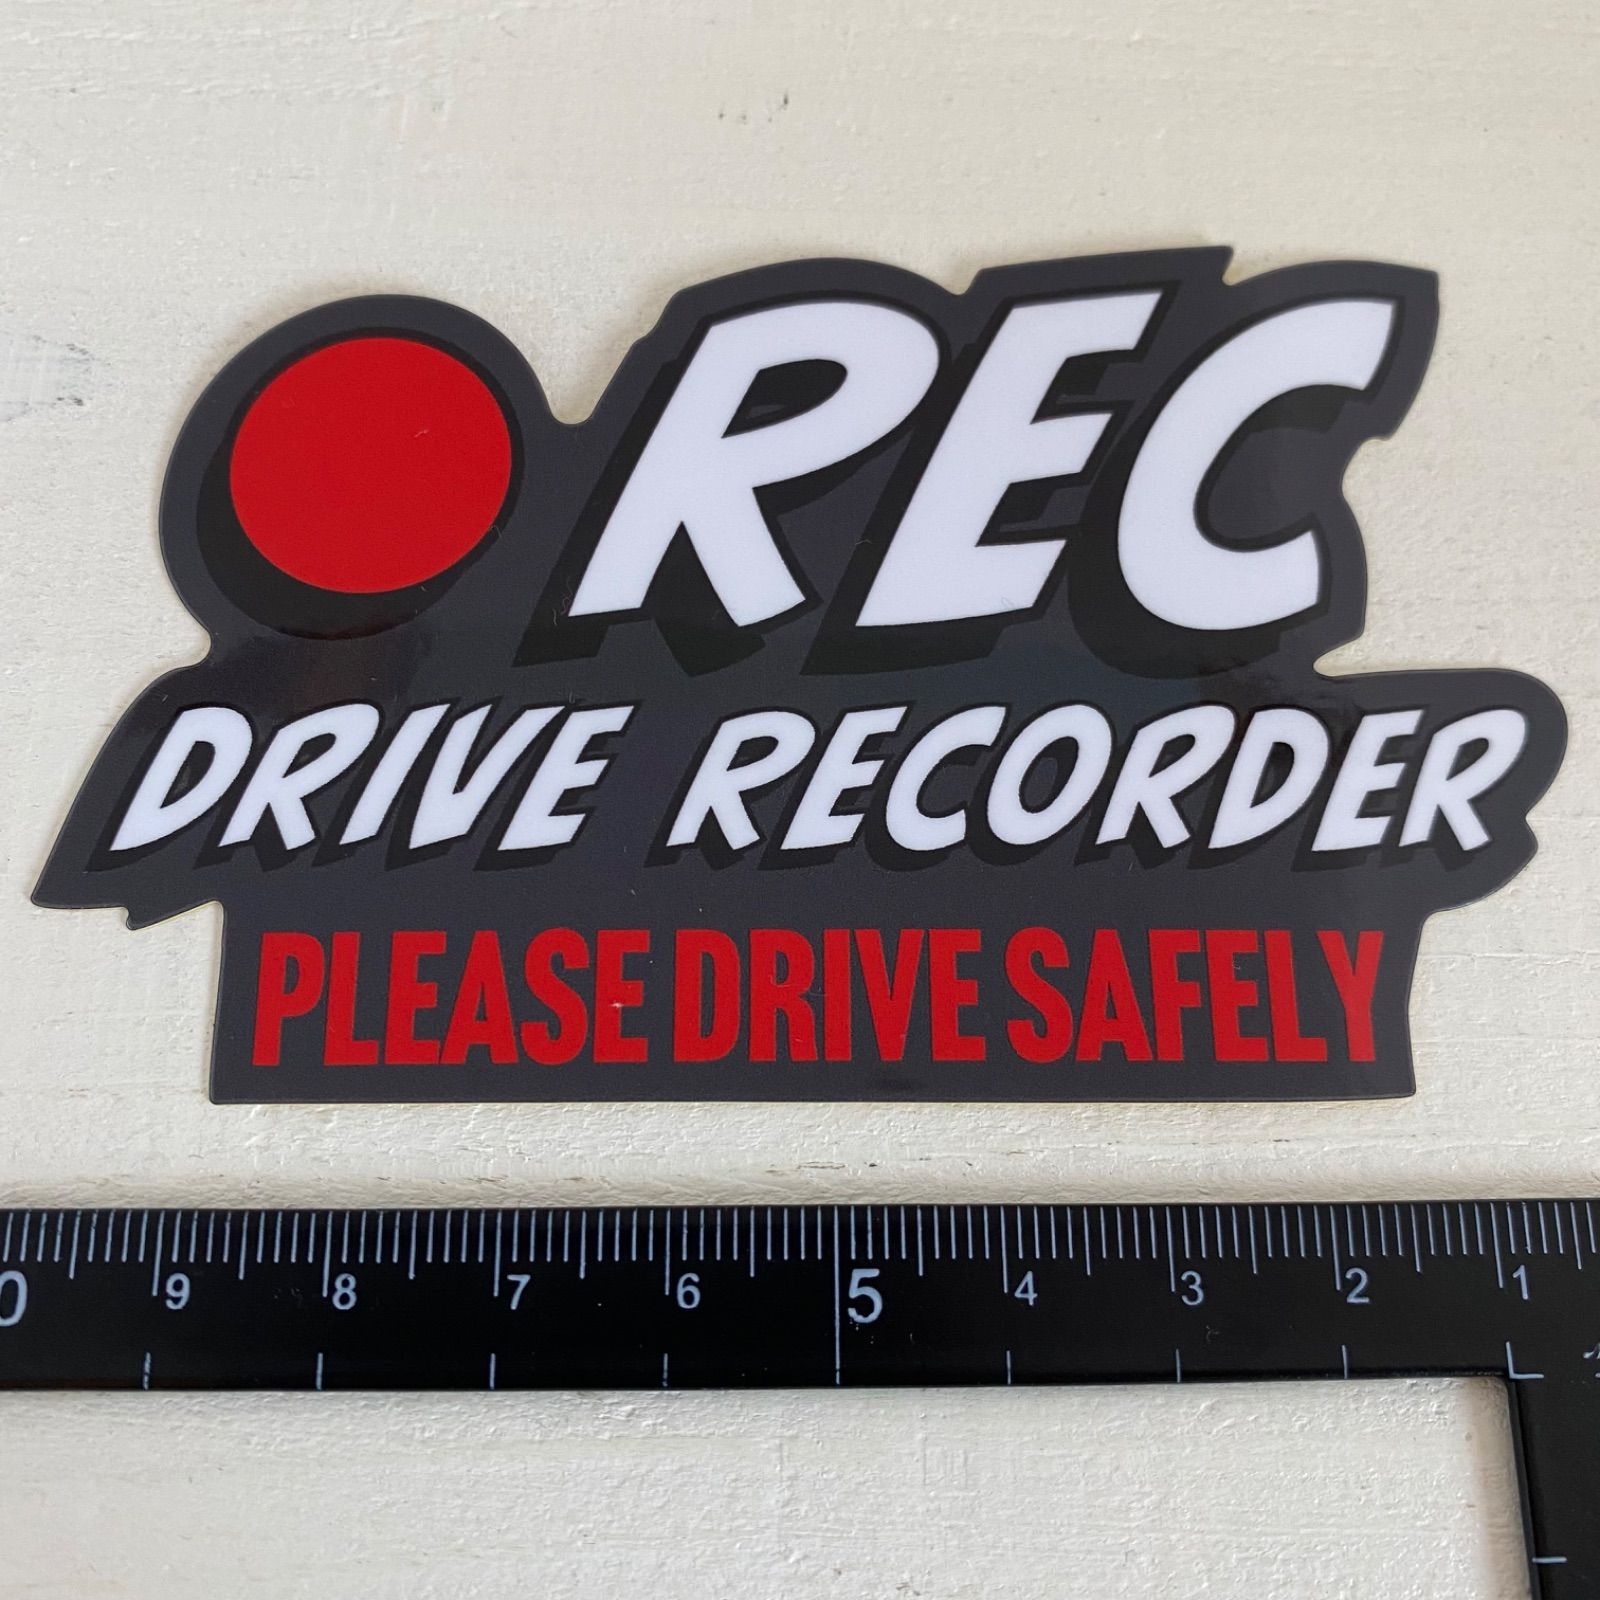 REC
DRIVE RECORDER
PLEASE DRIVE SAFELY
0 9 8 7 6 5 4 3 2 1